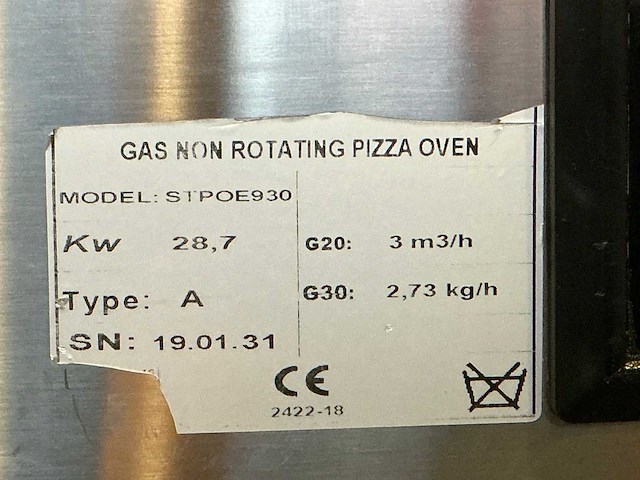 GAS NON ROTATING PIZZA OVEN
MODEL: STPOE930
Kw 28,7
G20: 3 m3/h
G30: 2,73 kg/h
Type: A
SN: 19.01.31
CE
2422-18